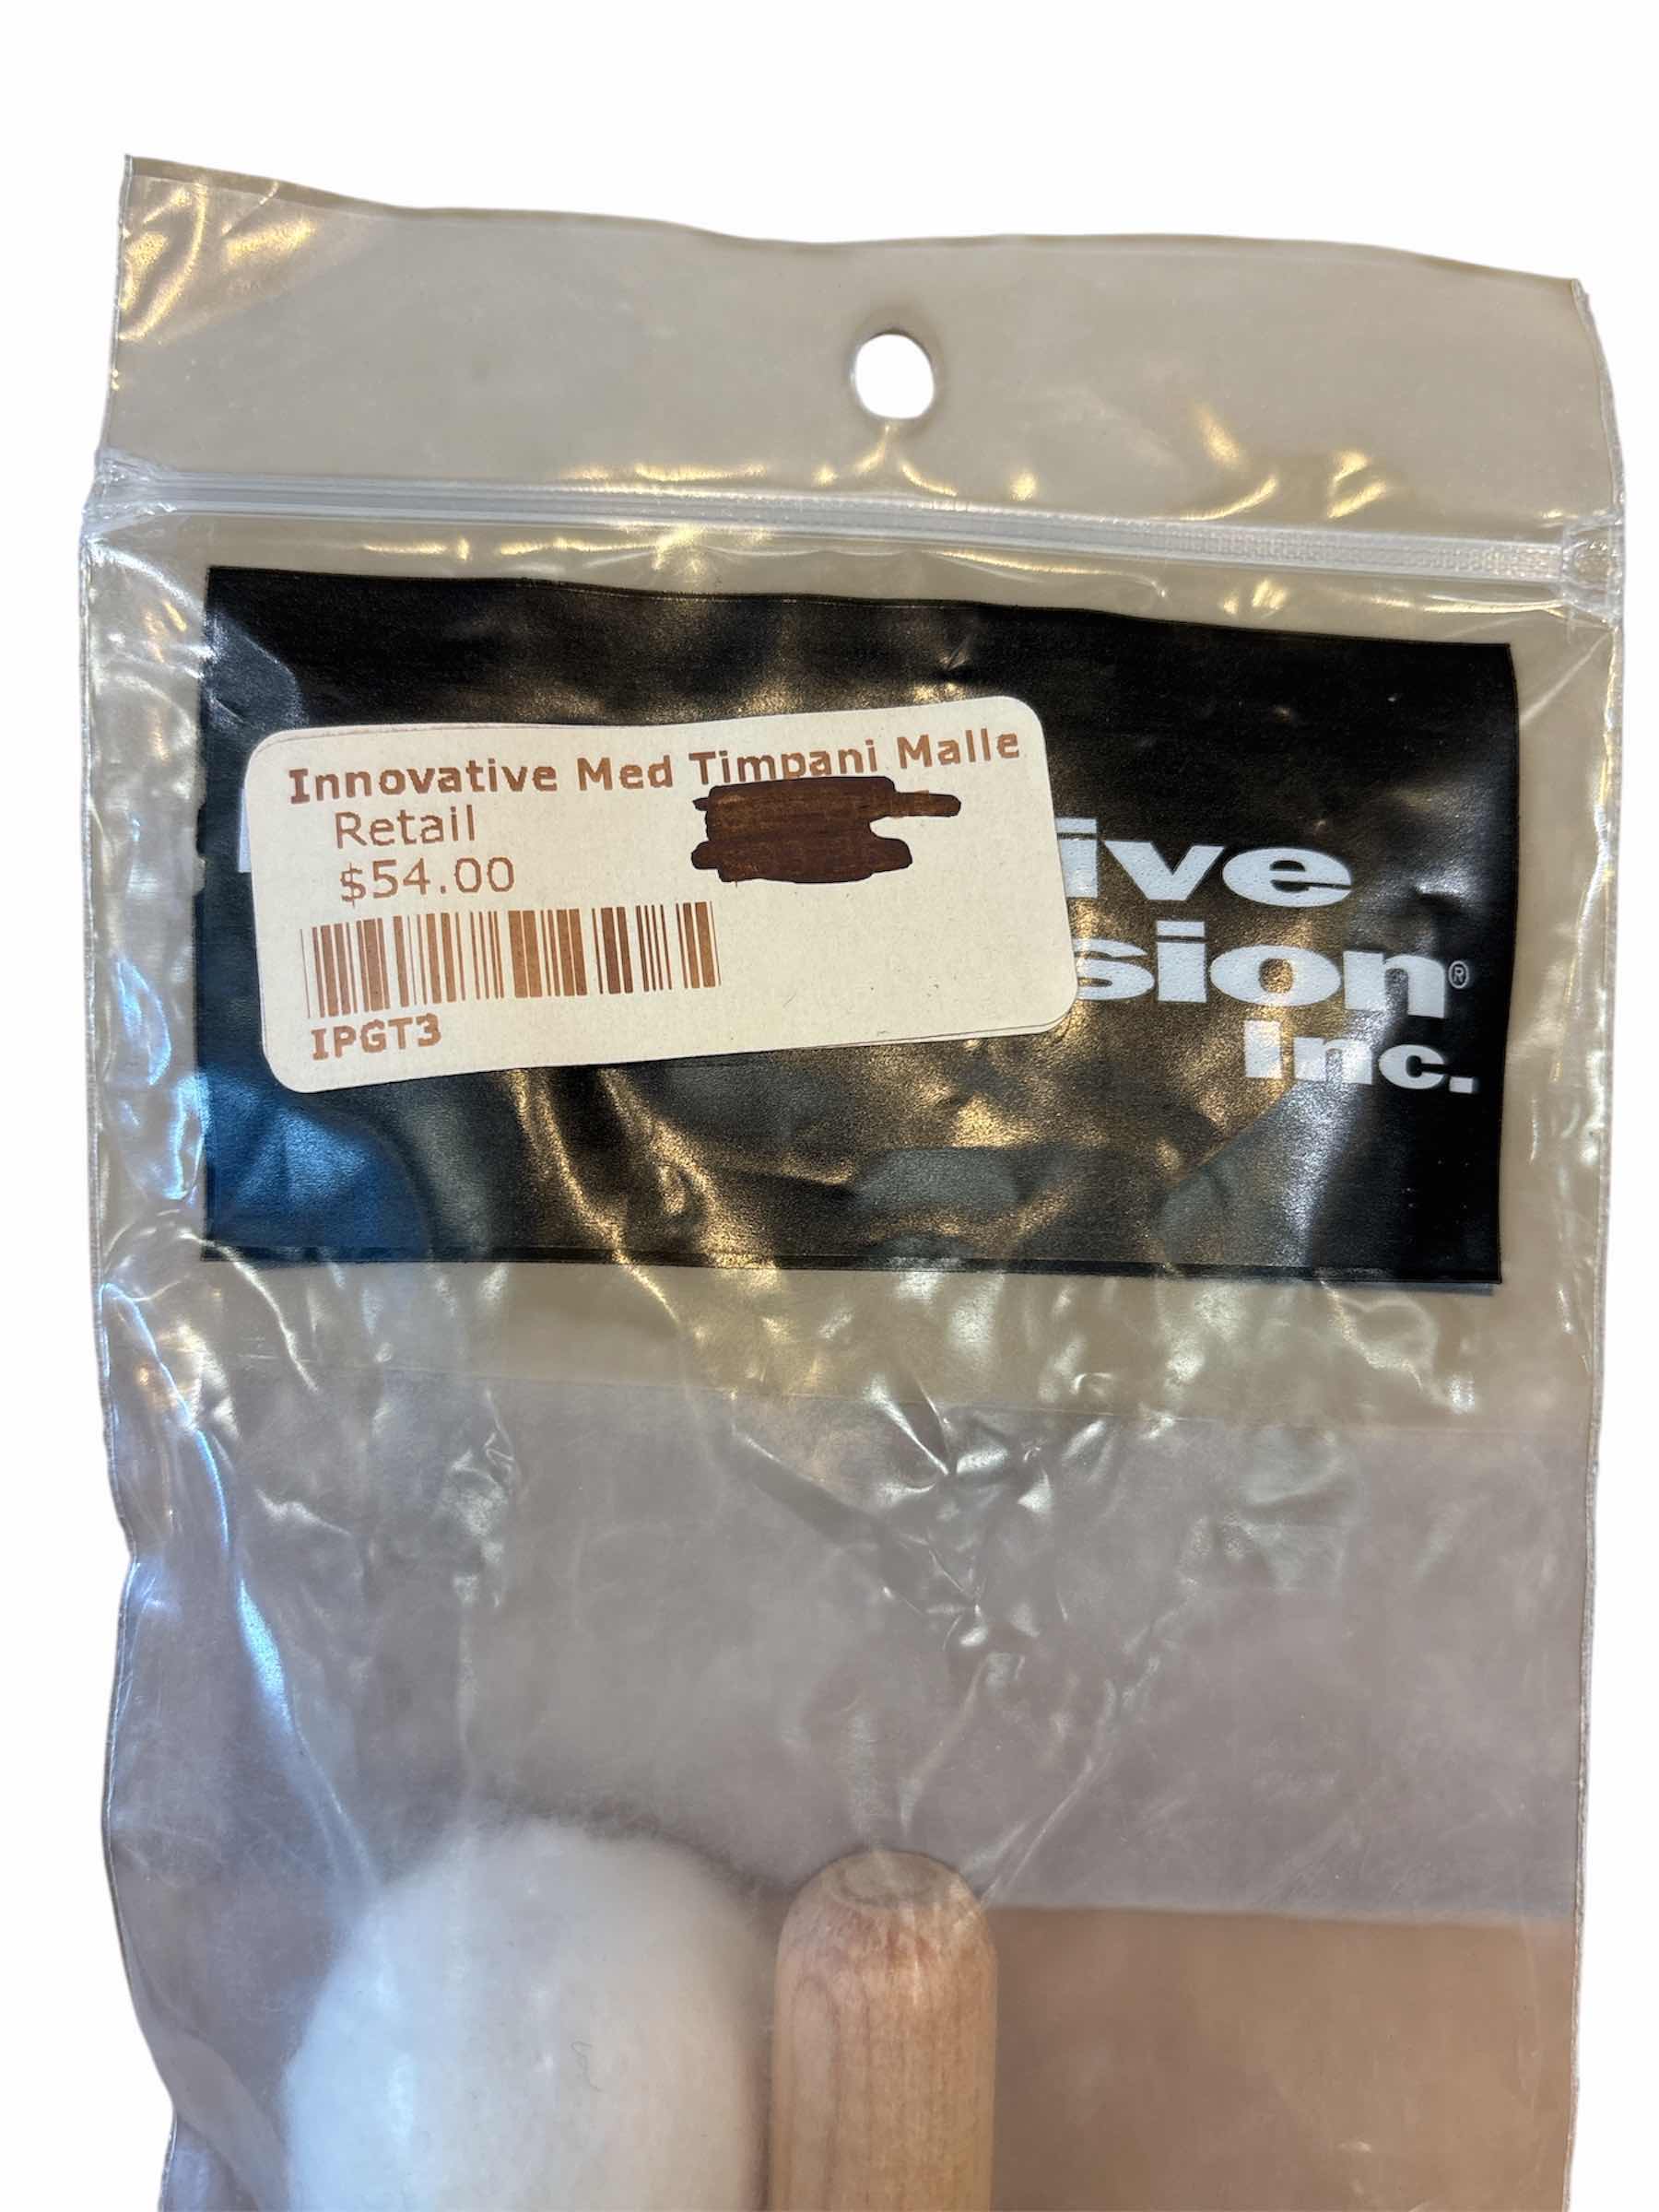 Innovative Med Timpani Malle
Retail
$54.00
IPGT3
ive
sion®
Inc.